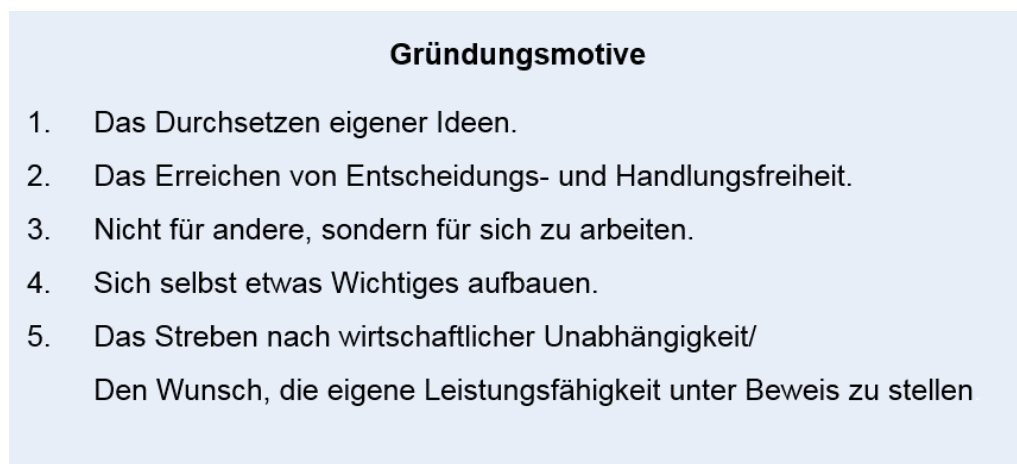 Gründungsmotive
1. Das Durchsetzen eigener Ideen.
2. Das Erreichen von Entscheidungs- und Handlungsfreiheit.
3. Nicht für andere, sondern für sich zu arbeiten.
4. Sich selbst etwas Wichtiges aufbauen.
5. Das Streben nach wirtschaftlicher Unabhängigkeit/
Den Wunsch, die eigene Leistungsfähigkeit unter Beweis zu stellen